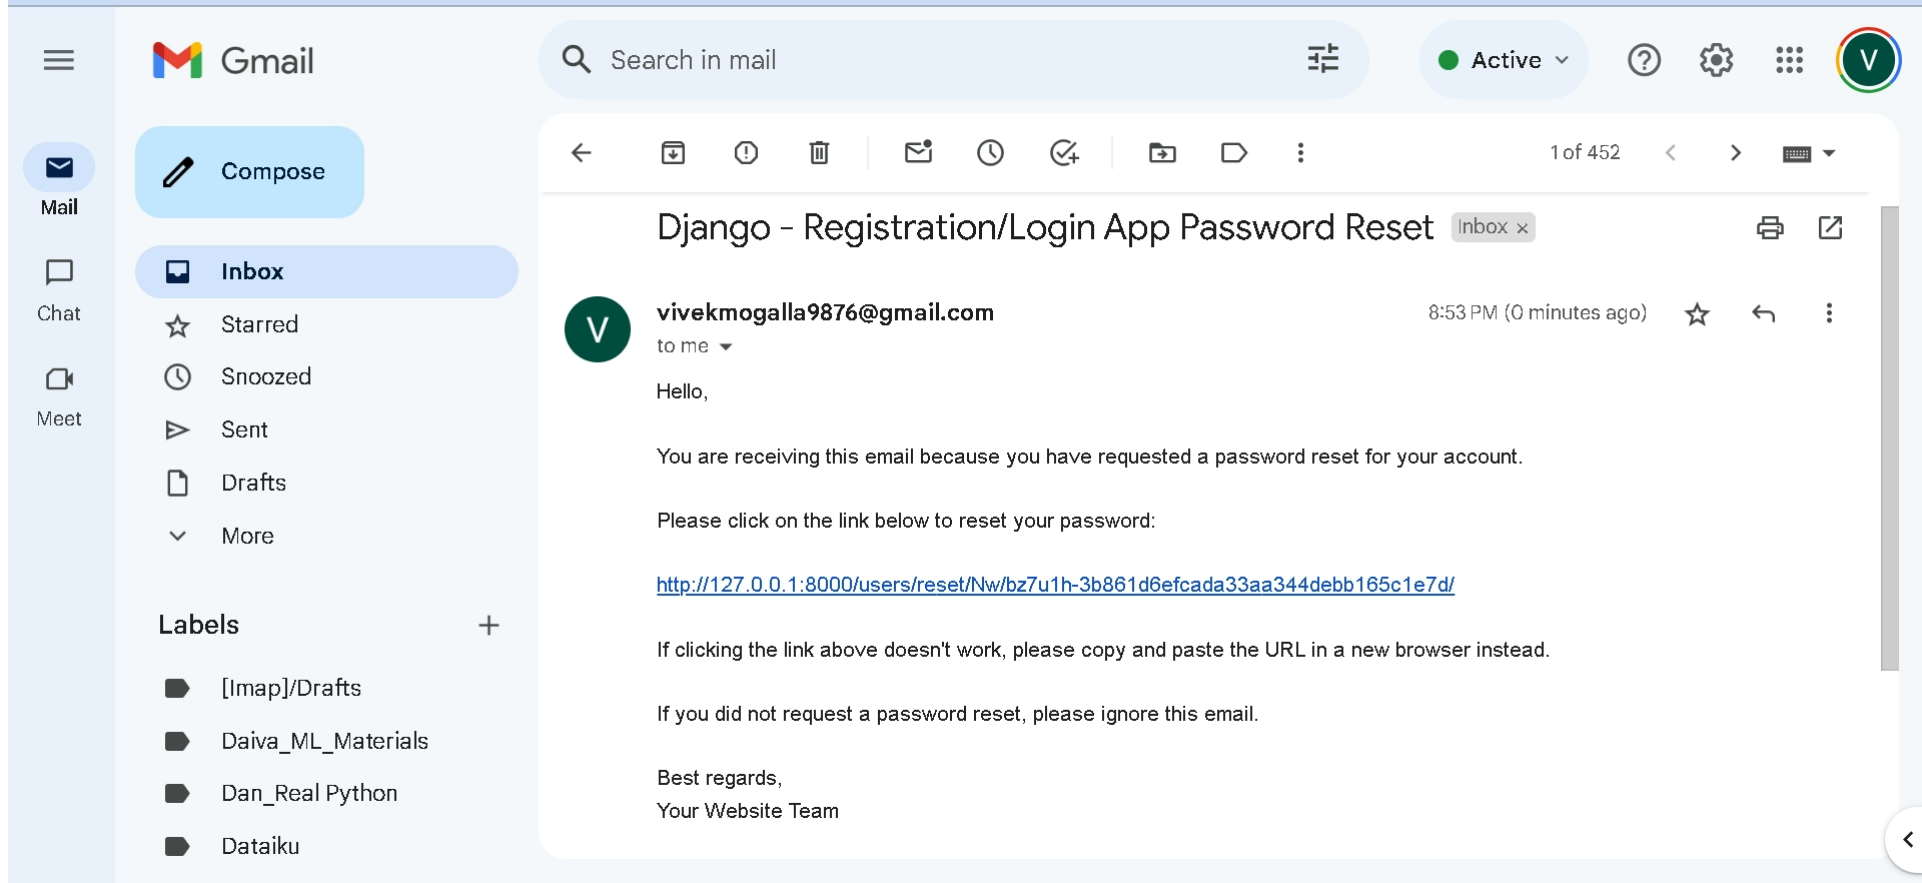 Gmail
Search in mail
Active
V
Mail
Chat
Meet
Compose
Inbox
Starred
Snoozed
Sent
Drafts
More
Labels
[Imap]/Drafts
Daiva_ML_Materials
Dan_Real Python
Dataiku
1 of 452
Django - Registration/Login App Password Reset
Inbox ×
V
vivekmogalla9876@gmail.com
8:53 PM (0 minutes ago)
to me
Hello,
You are receiving this email because you have requested a password reset for your account.
Please click on the link below to reset your password:
http://127.0.0.1:8000/users/reset/Nw/bz7u1h-3b861d6efcada33aa344debb165c1e7d/
If clicking the link above doesn't work, please copy and paste the URL in a new browser instead.
If you did not request a password reset, please ignore this email.
Best regards,
Your Website Team